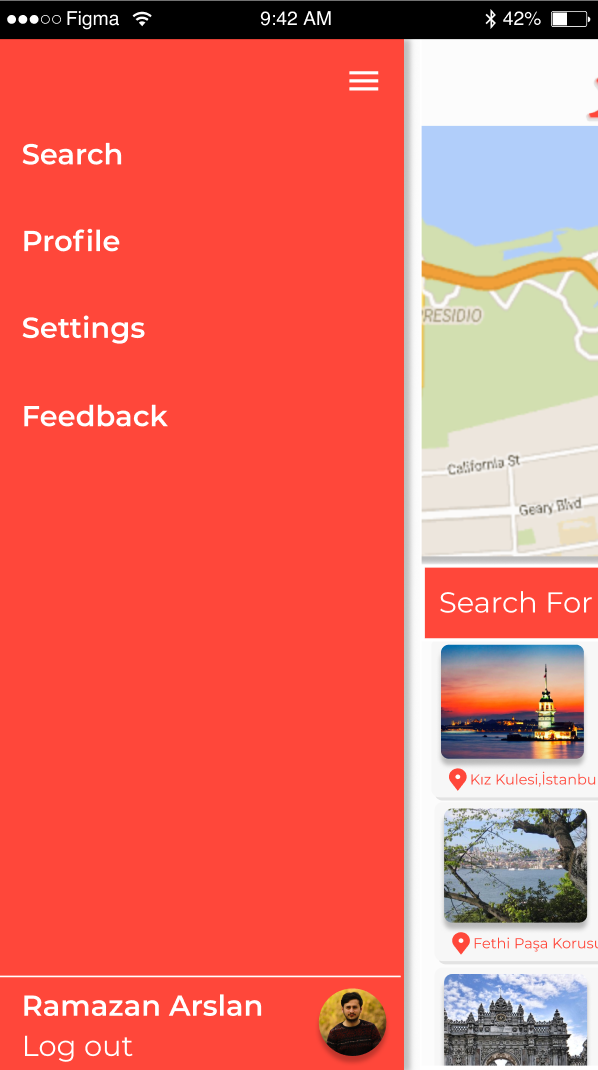 Figma 9:42 AM 42%
Search
Profile
Settings
Feedback
PRESIDIO
California St
Geary Blvd
Search For
Kız Kulesi,İstanbu
Fethi Paşa Korusu
Ramazan Arslan
Log out